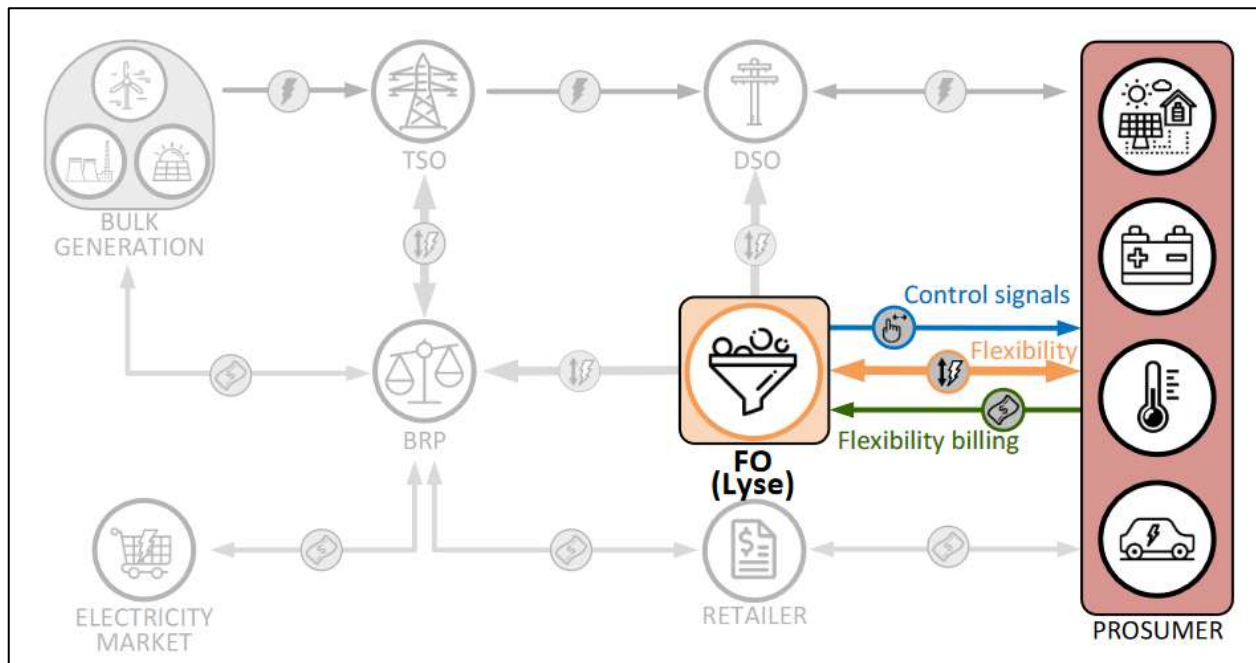 TSO
DSO
BULK
GENERATION
Control signals
Flexibility
BRP
Flexibility billing
FO
(Lyse)
ELECTRICITY
MARKET
RETAILER
PROSUMER